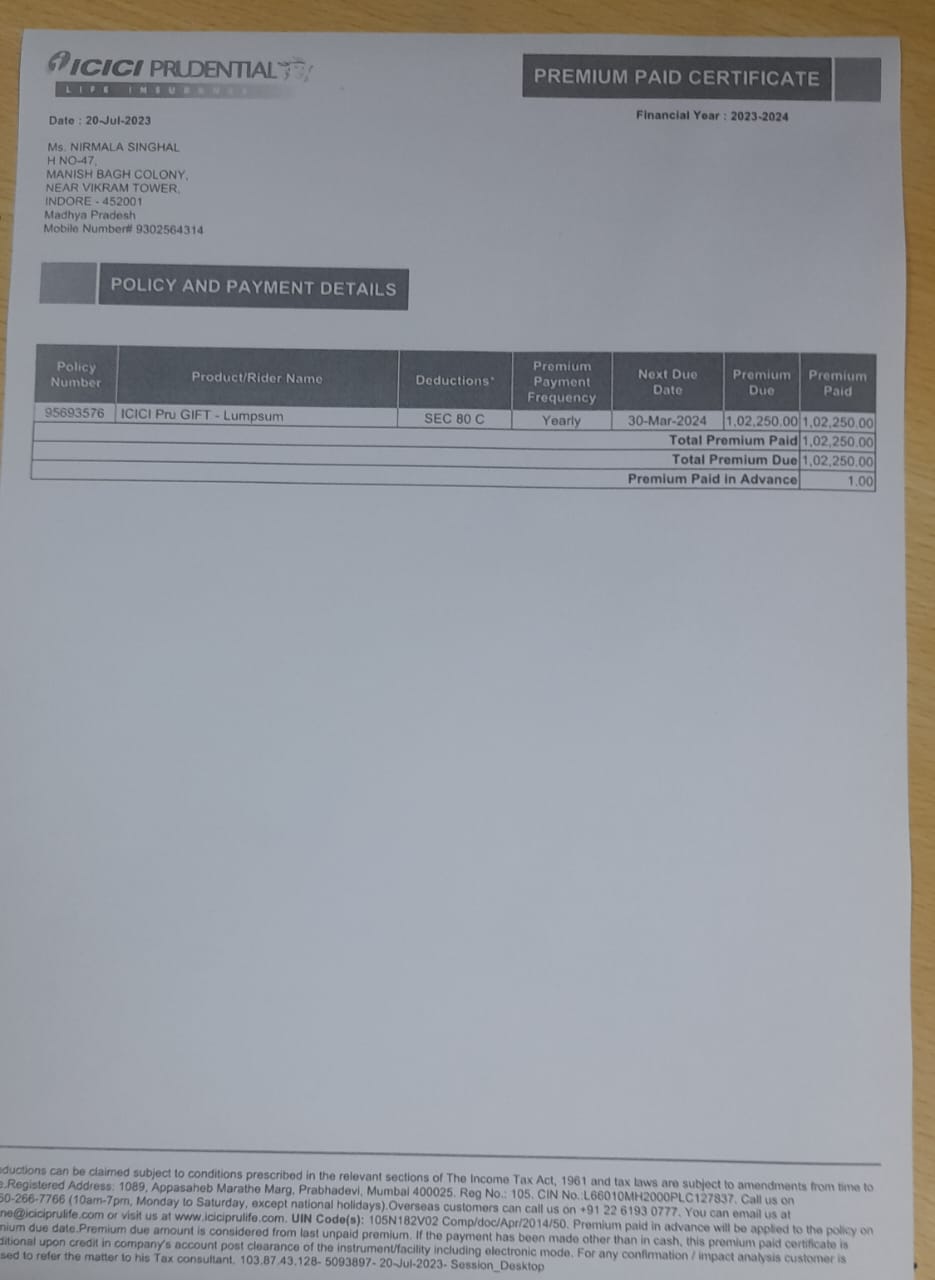 ICICI PRUDENTIAL
LIFE INSURANCE
PREMIUM PAID CERTIFICATE
Date : 20-Jul-2023
Financial Year : 2023-2024
Ms. NIRMALA SINGHAL
H NO-47,
MANISH BAGH COLONY,
NEAR VIKRAM TOWER,
INDORE - 452001
Madhya Pradesh
Mobile Number# 9302564314
POLICY AND PAYMENT DETAILS
Policy Number Product/Rider Name Deductions* Premium Payment Frequency Next Due Date Premium Due Premium Paid
95693576 ICICI Pru GIFT - Lumpsum SEC 80 C Yearly 30-Mar-2024 1,02,250.00 1,02,250.00
Total Premium Paid 1,02,250.00
Total Premium Due 1,02,250.00
Premium Paid in Advance 1.00
ductions can be claimed subject to conditions prescribed in the relevant sections of The Income Tax Act, 1961 and tax laws are subject to amendments from time to
e.Registered Address: 1089, Appasaheb Marathe Marg, Prabhadevi, Mumbai 400025. Reg No.: 105. CIN No.:L66010MH2000PLC127837. Call us on
60-266-7766 (10am-7pm, Monday to Saturday, except national holidays).Overseas customers can call us on +91 22 6193 0777. You can email us at
ne@iciciprulife.com or visit us at www.iciciprulife.com. UIN Code(s): 105N182V02 Comp/doc/Apr/2014/50. Premium paid in advance will be applied to the policy on
nium due date.Premium due amount is considered from last unpaid premium. If the payment has been made other than in cash, this premium paid certificate is
ditional upon credit in company's account post clearance of the instrument/facility including electronic mode. For any confirmation / impact analysis customer is
sed to refer the matter to his Tax consultant. 103.87.43.128- 5093897- 20-Jul-2023- Session_Desktop